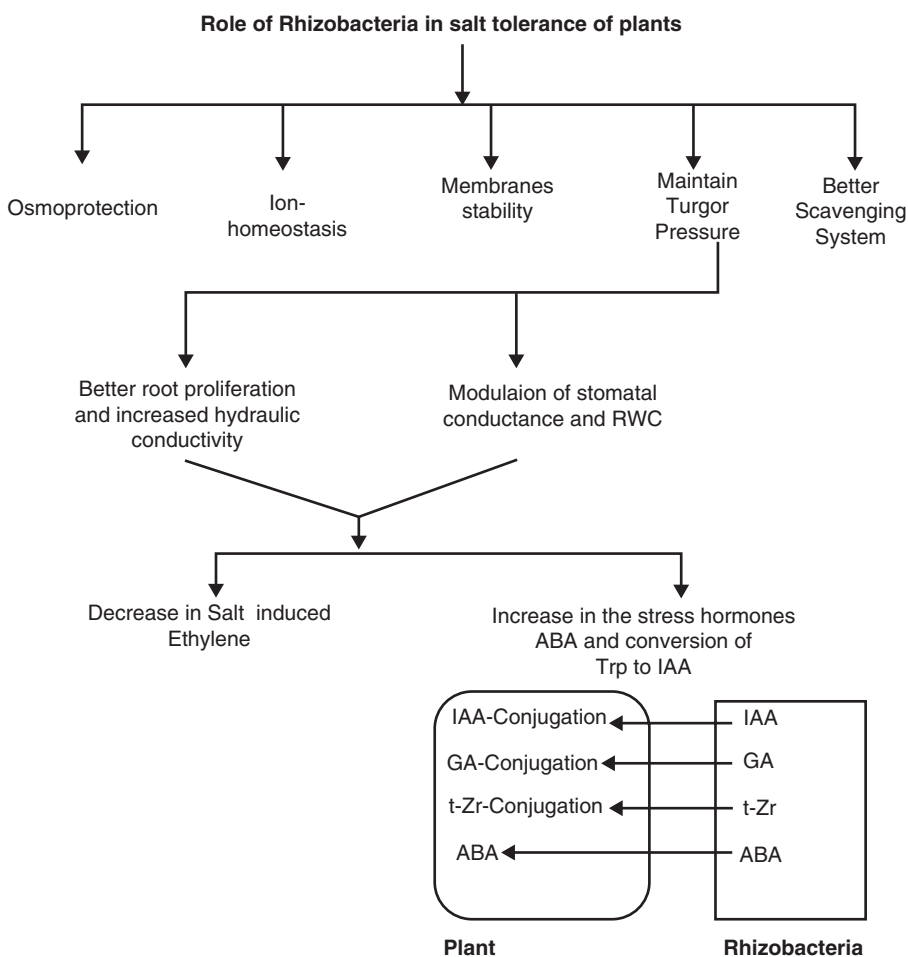 Role of Rhizobacteria in salt tolerance of plants
Osmoprotection
Ion-
homeostasis
Membranes
stability
Maintain
Turgor
Pressure
Better
Scavenging
System
Better root proliferation
and increased hydraulic
conductivity
Modulaion of stomatal
conductance and RWC
Decrease in Salt induced
Ethylene
Increase in the stress hormones
ABA and conversion of
Trp to IAA
IAA-Conjugation
IAA
GA-Conjugation
GA
t-Zr-Conjugation
t-Zr
ABA
ABA
Plant
Rhizobacteria